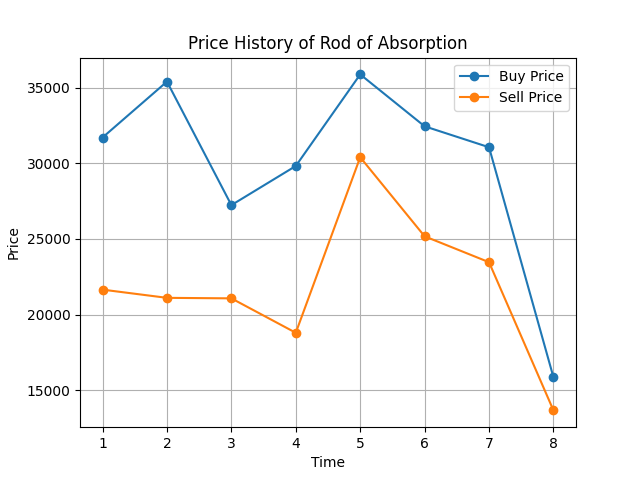 Price History of Rod of Absorption
Buy Price
Sell Price
Price
35000
30000
25000
20000
15000
1 2 3 4 5 6 7 8
Time